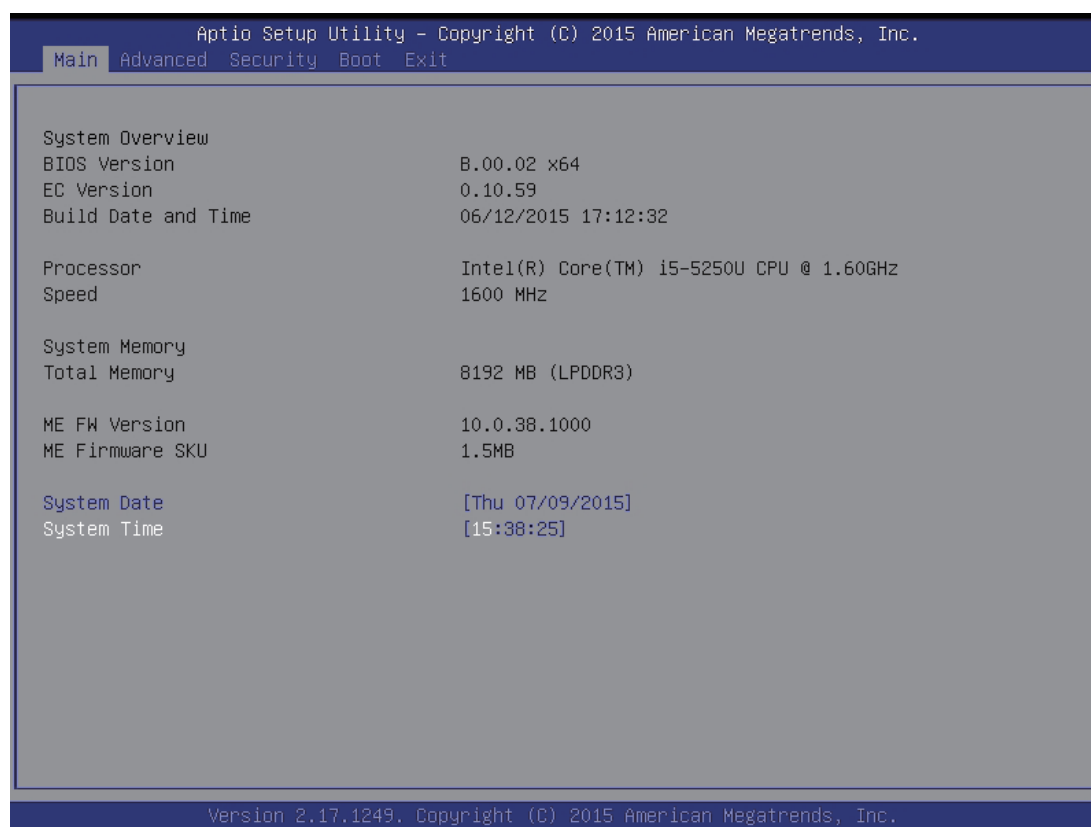 Aptio Setup Utility – Copyright (C) 2015 American Megatrends, Inc.
Main Advanced Security Boot Exit
System Overview
BIOS Version B.00.02 x64
EC Version 0.10.59
Build Date and Time 06/12/2015 17:12:32
Processor Intel(R) Core(TM) i5-5250U CPU @ 1.60GHz
Speed 1600 MHz
System Memory
Total Memory 8192 MB (LPDDR3)
ME FW Version 10.0.38.1000
ME Firmware SKU 1.5MB
System Date [Thu 07/09/2015]
System Time [15:38:25]
Version 2.17.1249. Copyright (C) 2015 American Megatrends, Inc.